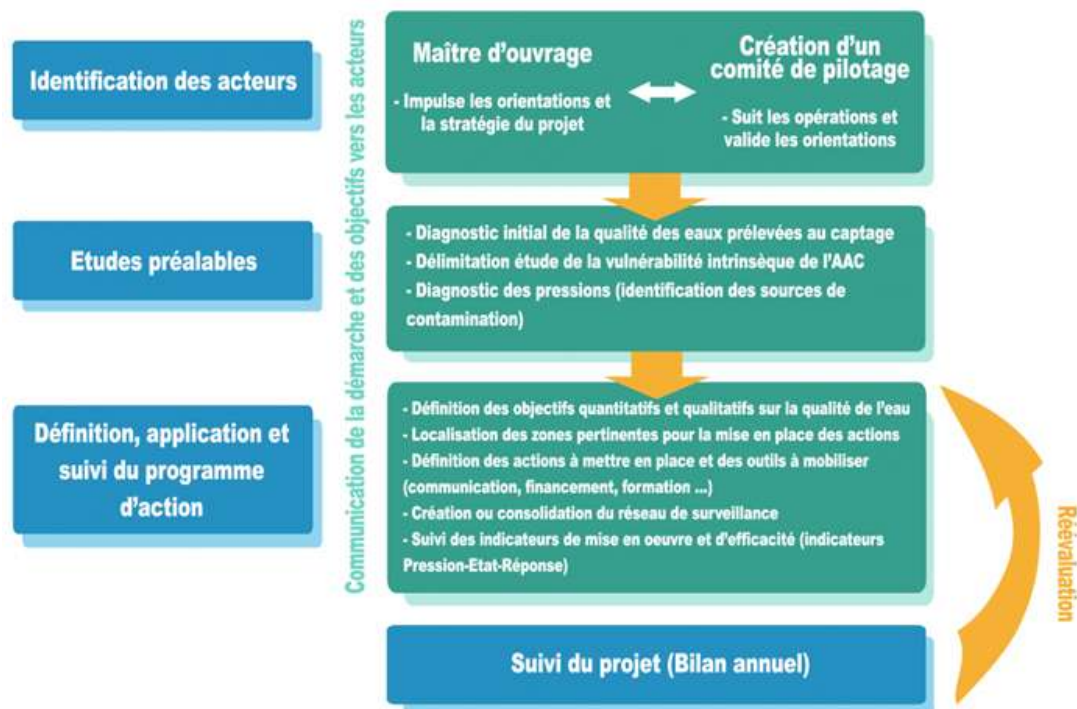 Identification des acteurs
Communication de la démarche et des objectifs vers les acteurs
Maître d'ouvrage
- Impulse les orientations et
la stratégie du projet
Création d'un
comité de pilotage
- Suit les opérations et
valide les orientations
Etudes préalables
- Diagnostic initial de la qualité des eaux prélevées au captage
- Délimitation étude de la vulnérabilité intrinsèque de l'AAC
- Diagnostic des pressions (identification des sources de
contamination)
Définition, application et
suivi du programme
d'action
- Définition des objectifs quantitatifs et qualitatifs sur la qualité de l'eau
- Localisation des zones pertinentes pour la mise en place des actions
- Définition des actions à mettre en place et des outils à mobiliser
(communication, financement, formation ...)
- Création ou consolidation du réseau de surveillance
- Suivi des indicateurs de mise en oeuvre et d'efficacité (indicateurs
Pression-Etat-Réponse)
Réévaluation
Suivi du projet (Bilan annuel)